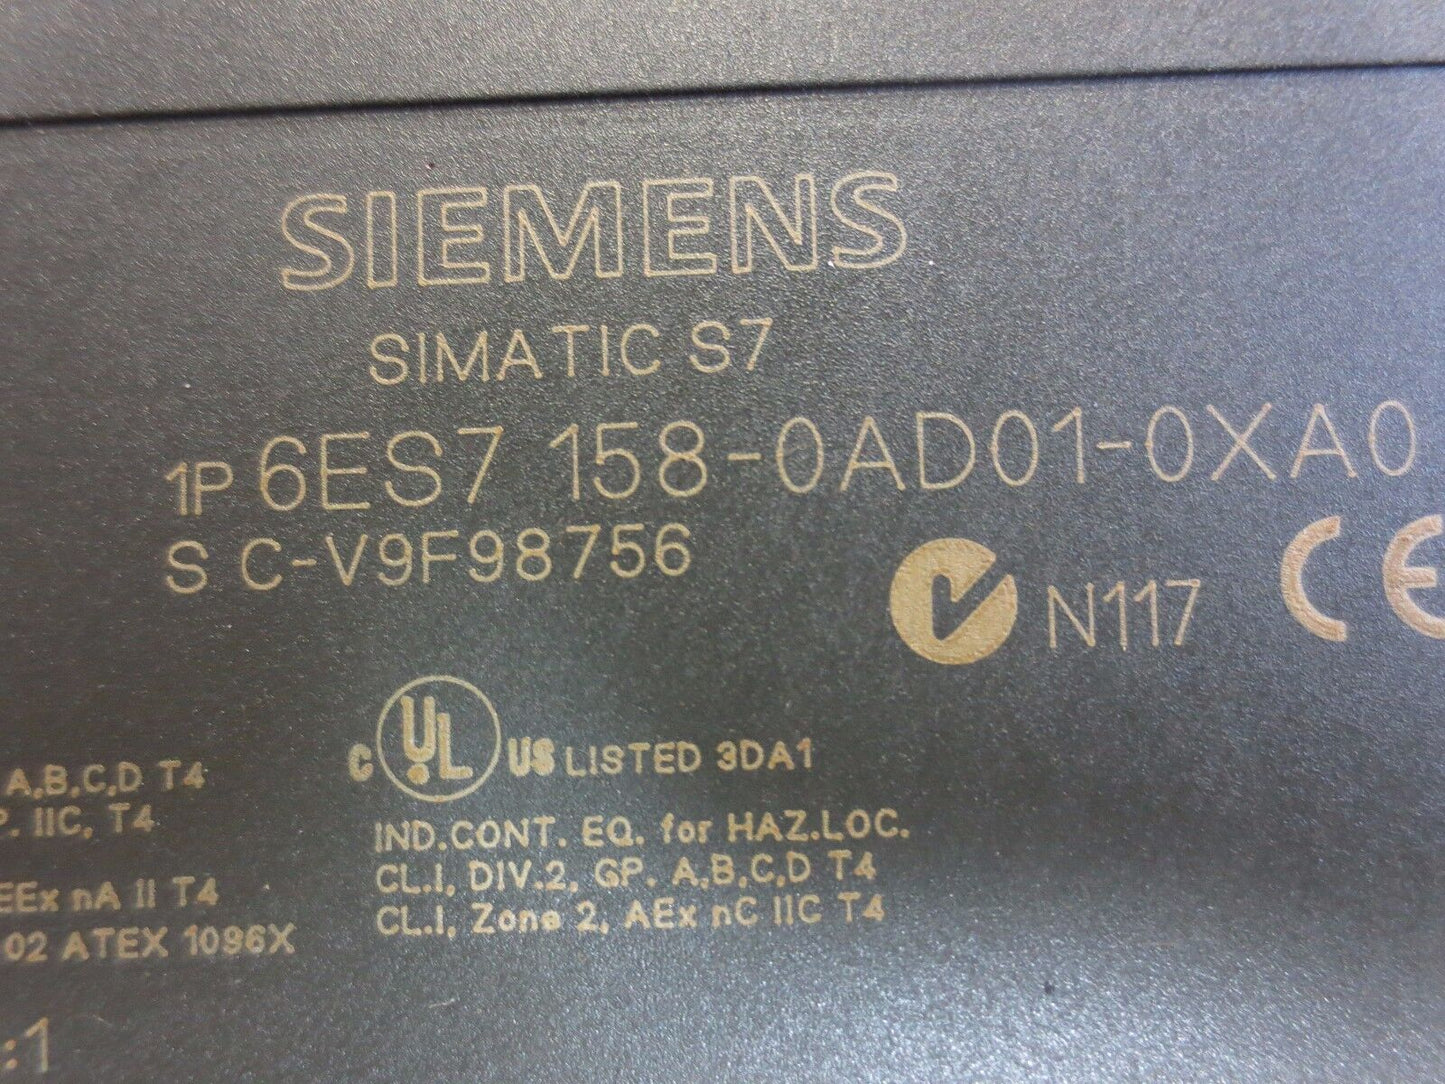 SIEMENS
SIMATIC S7
1P 6ES7 158-0AD01-0XA0
S C-V9F98756
N117 CE
C UL US LISTED 3DA1
A,B,C,D T4
P. IIC, T4
IND.CONT. EQ. for HAZ.LOC.
CL.I, DIV.2, GP. A,B,C,D T4
CL.I, Zone 2, AEx nC IIC T4
EEx nA II T4
02 ATEX 1096X
:1